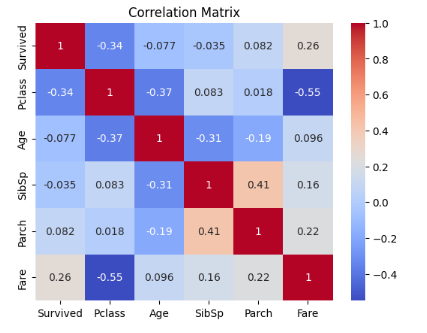 Correlation Matrix
Survived 1 -0.34 -0.077 -0.035 0.082 0.26
Pclass -0.34 1 -0.37 0.083 0.018 -0.55
Age -0.077 -0.37 1 -0.31 -0.19 0.096
SibSp -0.035 0.083 -0.31 1 0.41 0.16
Parch 0.082 0.018 -0.19 0.41 1 0.22
Fare 0.26 -0.55 0.096 0.16 0.22 1
Survived Pclass Age SibSp Parch Fare
1.0
0.8
0.6
0.4
0.2
0.0
−0.2
−0.4